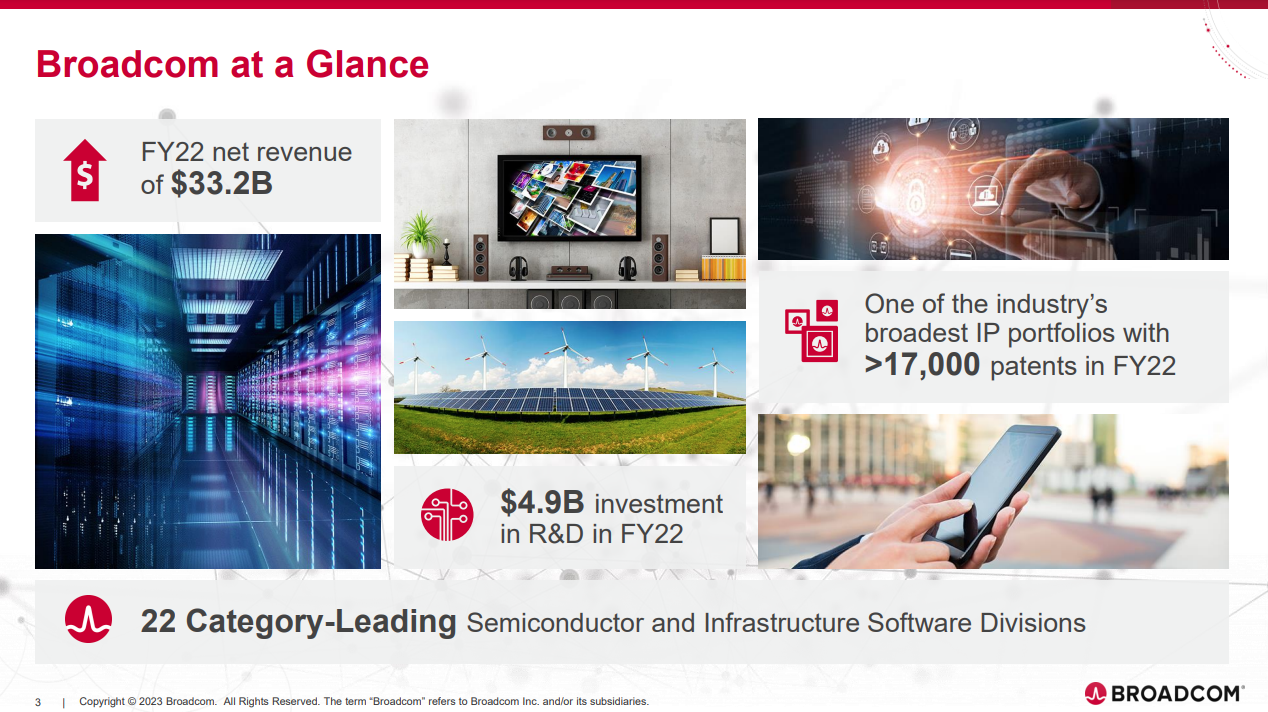 Broadcom at a Glance
$
FY22 net revenue
of $33.2B
One of the industry’s
broadest IP portfolios with
>17,000 patents in FY22
$4.9B investment
in R&D in FY22
22 Category-Leading Semiconductor and Infrastructure Software Divisions
3 | Copyright © 2023 Broadcom. All Rights Reserved. The term “Broadcom” refers to Broadcom Inc. and/or its subsidiaries.
BROADCOM®